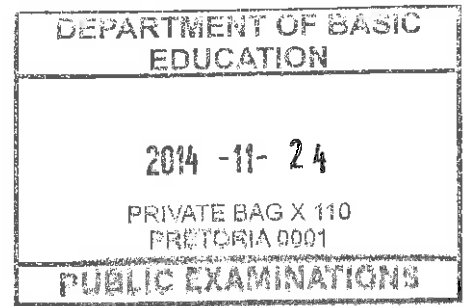 DEPARTMENT OF BASIC
EDUCATION
2014 -11- 24
PRIVATE BAG X 110
PRETORIA 0001
PUBLIC EXAMINATIONS